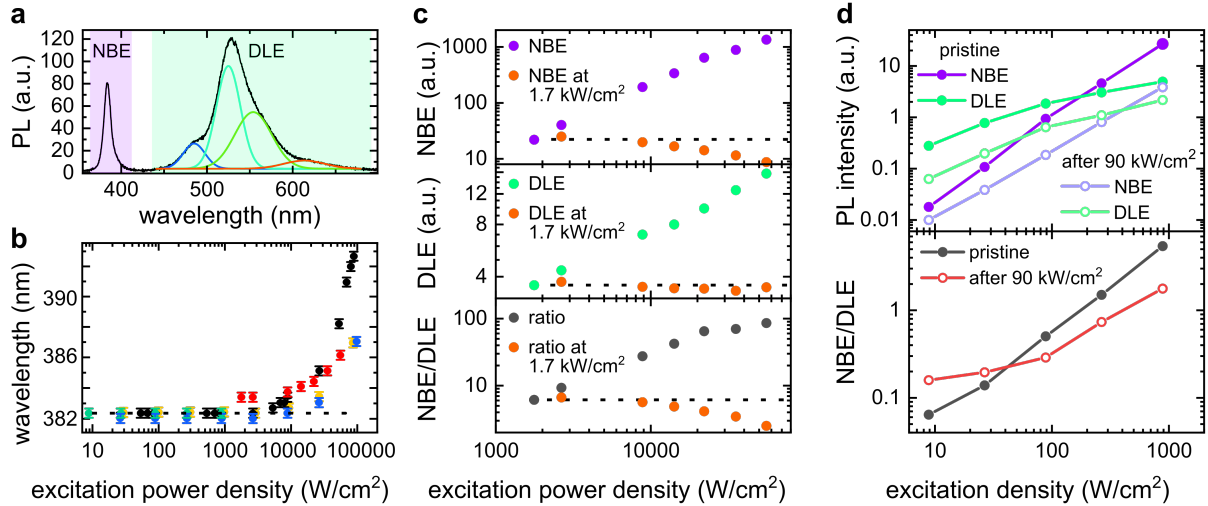 a
NBE
DLE
PL (a.u.)
120
100
80
60
40
20
0
400
500
600
wavelength (nm)
b
wavelength (nm)
390
386
382
10
100
1000
10000
100000
excitation power density (W/cm²)
c
NBE (a.u.)
1000
100
10
NBE
NBE at
1.7 kW/cm²
DLE (a.u.)
12
8
4
DLE
DLE at
1.7 kW/cm²
NBE/DLE
100
10
ratio
ratio at
1.7 kW/cm²
1000
10000
excitation power density (W/cm²)
d
PL intensity (a.u.)
10
1
0.1
0.01
pristine
NBE
DLE
after 90 kW/cm²
NBE
DLE
NBE/DLE
1
0.1
pristine
after 90 kW/cm²
10
100
1000
excitation density (W/cm²)